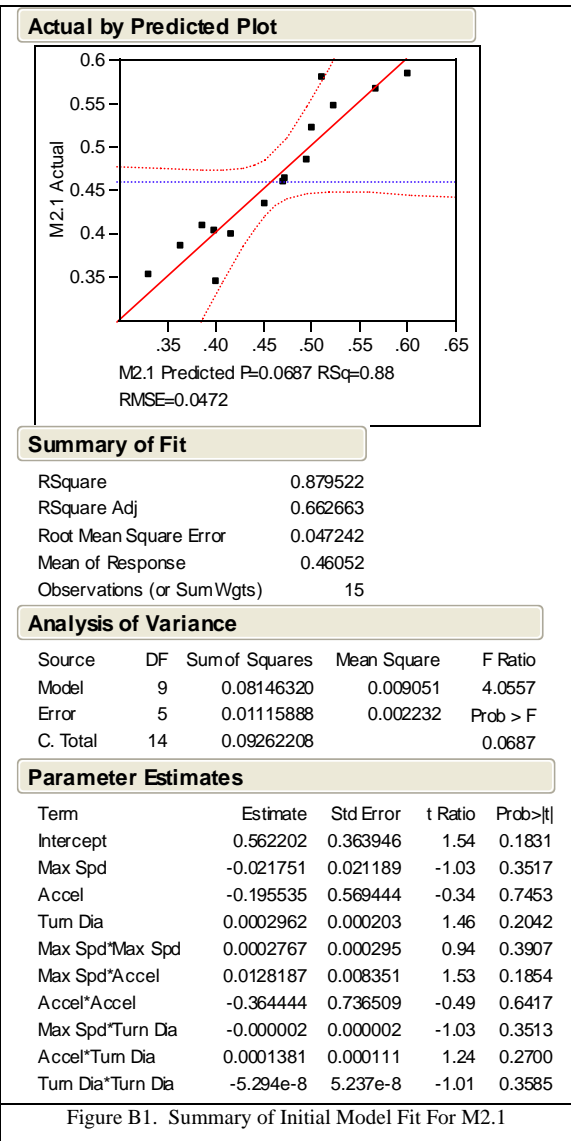 Actual by Predicted Plot
0.6
0.55
0.5
0.45
0.4
0.35
M2.1 Actual
.35 .40 .45 .50 .55 .60 .65
M2.1 Predicted P=0.0687 RSq=0.88
RMSE=0.0472
Summary of Fit
RSquare 0.879522
RSquare Adj 0.662663
Root Mean Square Error 0.047242
Mean of Response 0.46052
Observations (or Sum Wgts) 15
Analysis of Variance
Source DF Sum of Squares Mean Square F Ratio
Model 9 0.08146320 0.009051 4.0557
Error 5 0.01115888 0.002232 Prob > F
C. Total 14 0.09262208 0.0687
Parameter Estimates
Term Estimate Std Error t Ratio Prob>|t|
Intercept 0.562202 0.363946 1.54 0.1831
Max Spd -0.021751 0.021189 -1.03 0.3517
Accel -0.195535 0.569444 -0.34 0.7453
Turn Dia 0.0002962 0.000203 1.46 0.2042
Max Spd*Max Spd 0.0002767 0.000295 0.94 0.3907
Max Spd*Accel 0.0128187 0.008351 1.53 0.1854
Accel*Accel -0.364444 0.736509 -0.49 0.6417
Max Spd*Turn Dia -0.000002 0.000002 -1.03 0.3513
Accel*Turn Dia 0.0001381 0.000111 1.24 0.2700
Turn Dia*Turn Dia -5.294e-8 5.237e-8 -1.01 0.3585
Figure B1. Summary of Initial Model Fit For M2.1